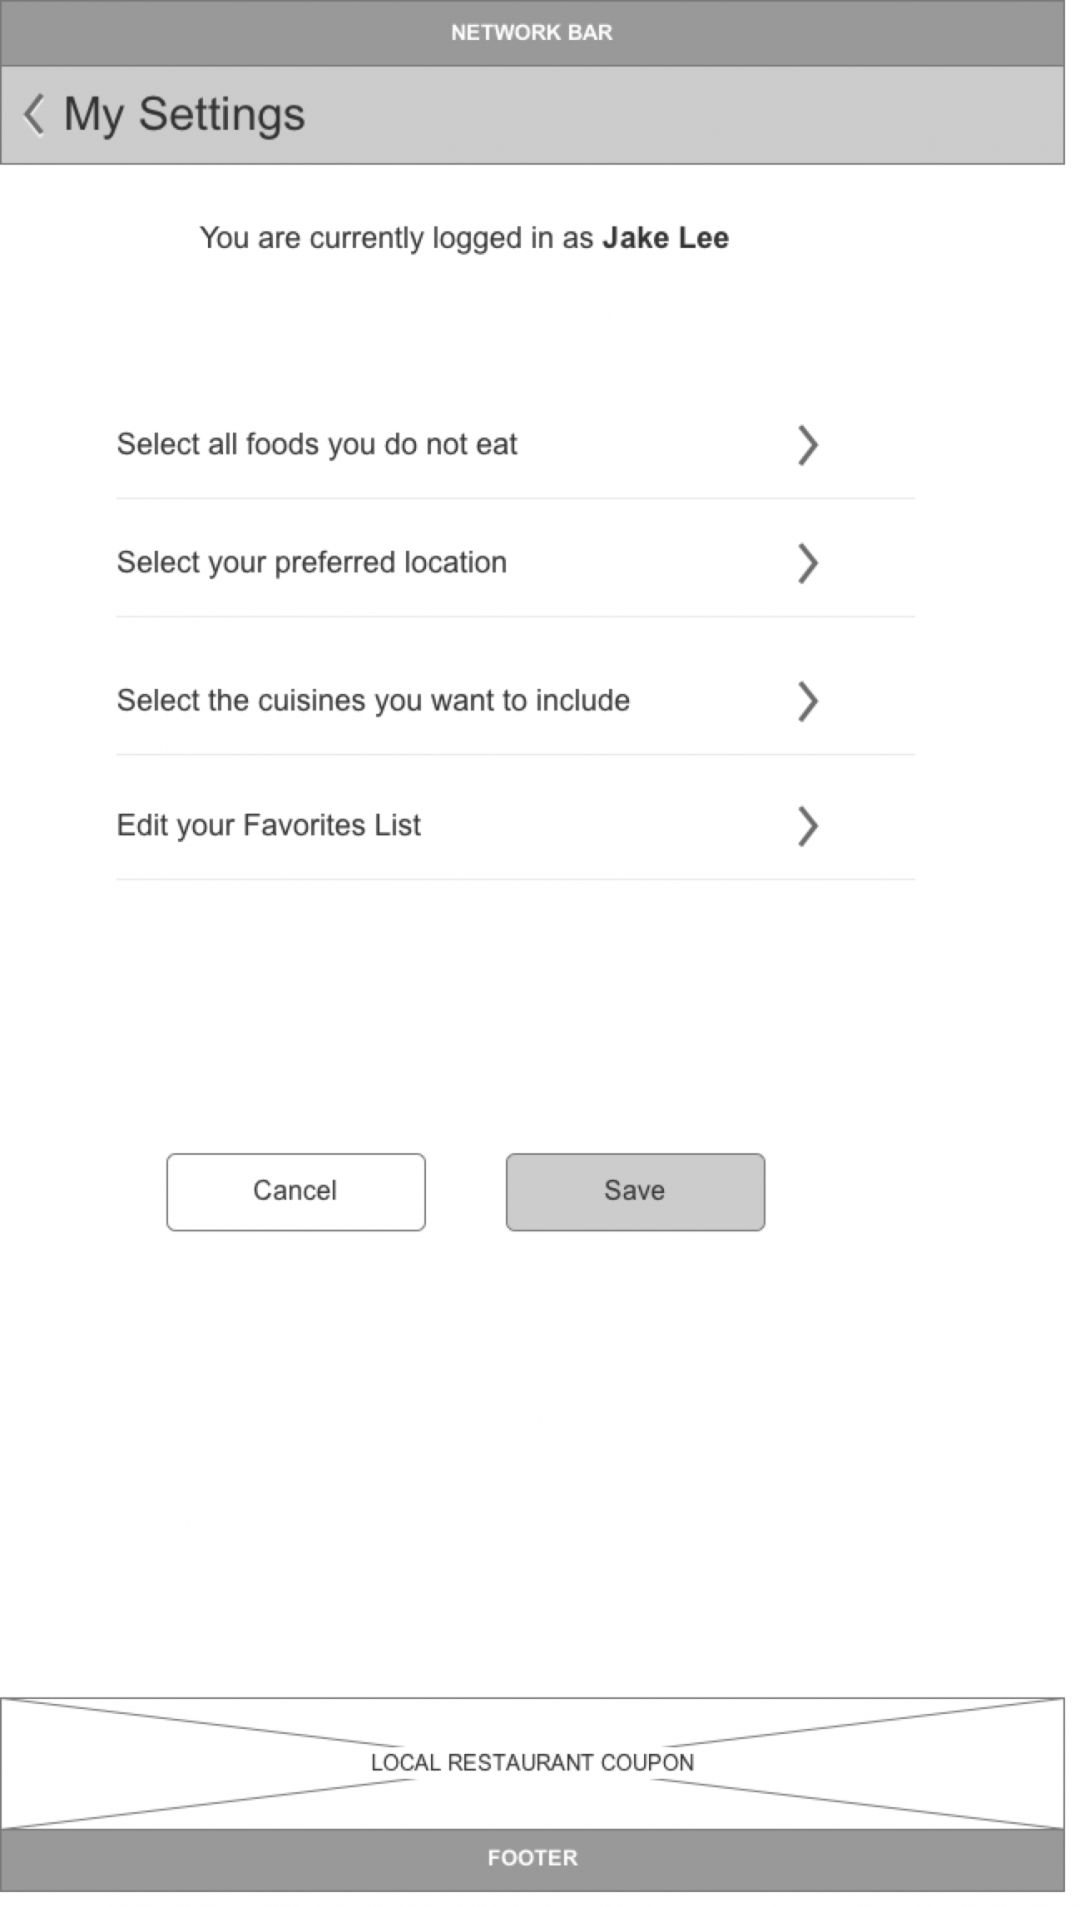 NETWORK BAR
My Settings
You are currently logged in as Jake Lee
Select all foods you do not eat
Select your preferred location
Select the cuisines you want to include
Edit your Favorites List
Cancel
Save
LOCAL RESTAURANT COUPON
FOOTER